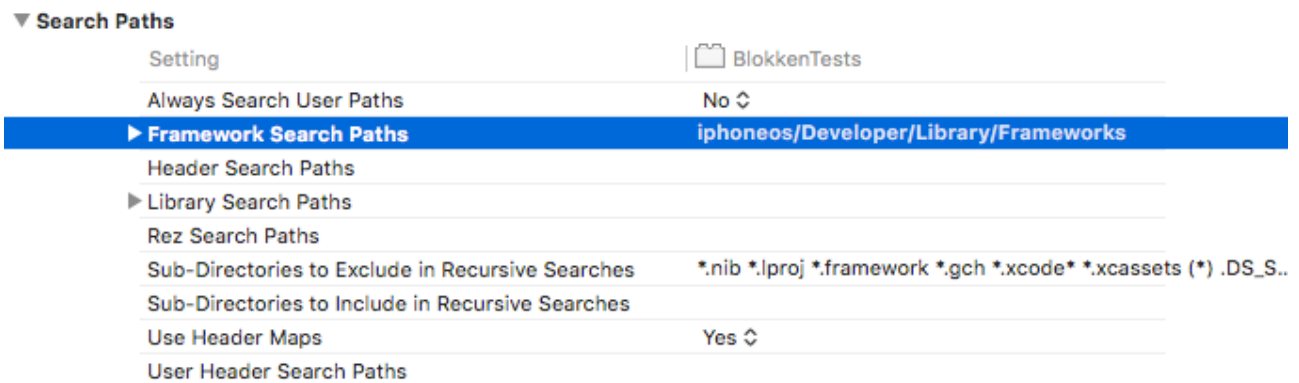 Search Paths
Setting BlokkenTests
Always Search User Paths No
Framework Search Paths iphoneos/Developer/Library/Frameworks
Header Search Paths
Library Search Paths
Rez Search Paths
Sub-Directories to Exclude in Recursive Searches *.nib *.lproj *.framework *.gch *.xcode* *.xcassets (*) .DS_S...
Sub-Directories to Include in Recursive Searches
Use Header Maps Yes
User Header Search Paths